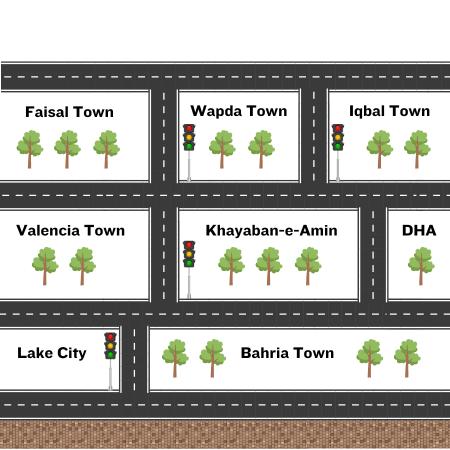 Faisal Town
Wapda Town
Iqbal Town
Valencia Town
Khayaban-e-Amin
DHA
Lake City
Bahria Town